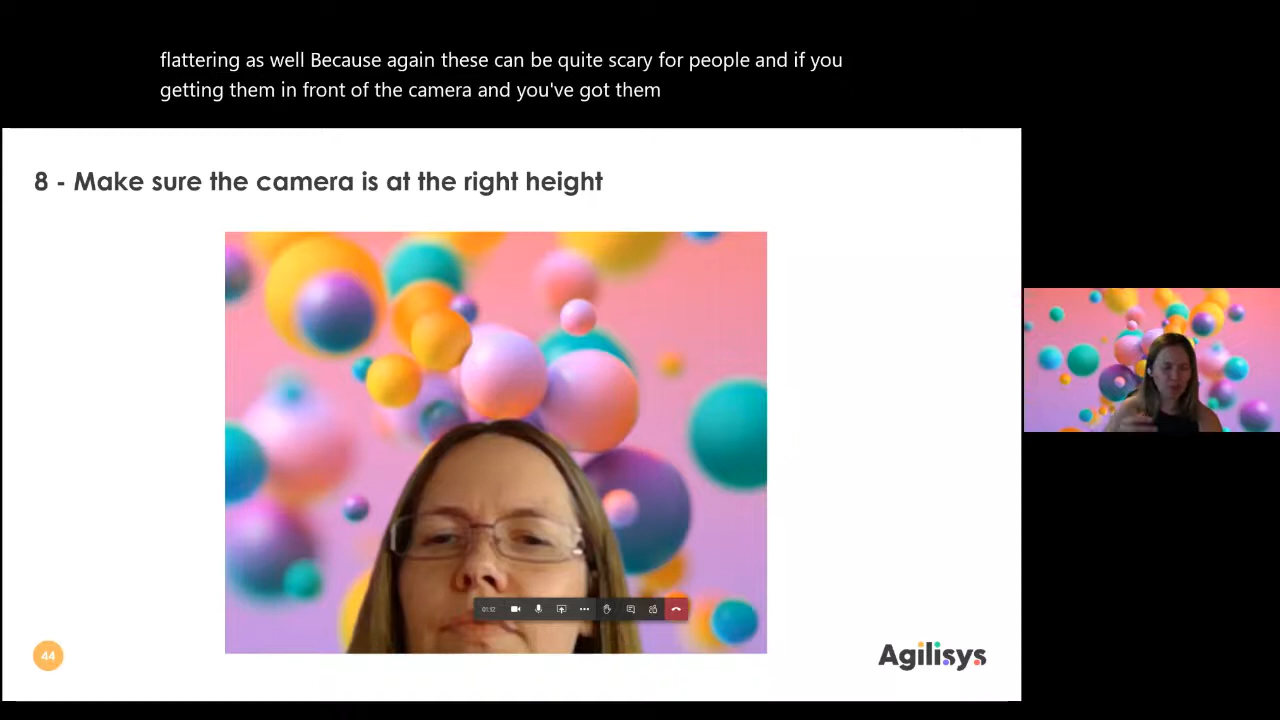 flattering as well Because again these can be quite scary for people and if you
getting them in front of the camera and you've got them
8 - Make sure the camera is at the right height
01:12
44
Agilisys